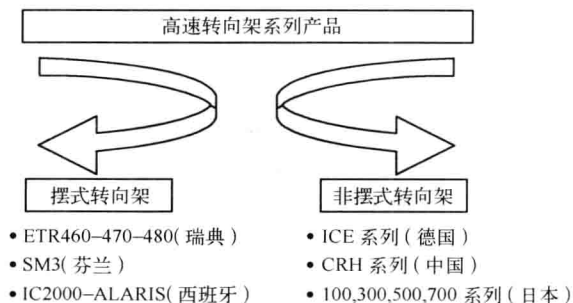 高速转向架系列产品
摆式转向架
• ETR460–470–480( 瑞典 )
• SM3( 芬兰 )
• IC2000–ALARIS( 西班牙 )
非摆式转向架
• ICE 系列 ( 德国 )
• CRH 系列 ( 中国 )
• 100,300,500,700 系列 ( 日本 )